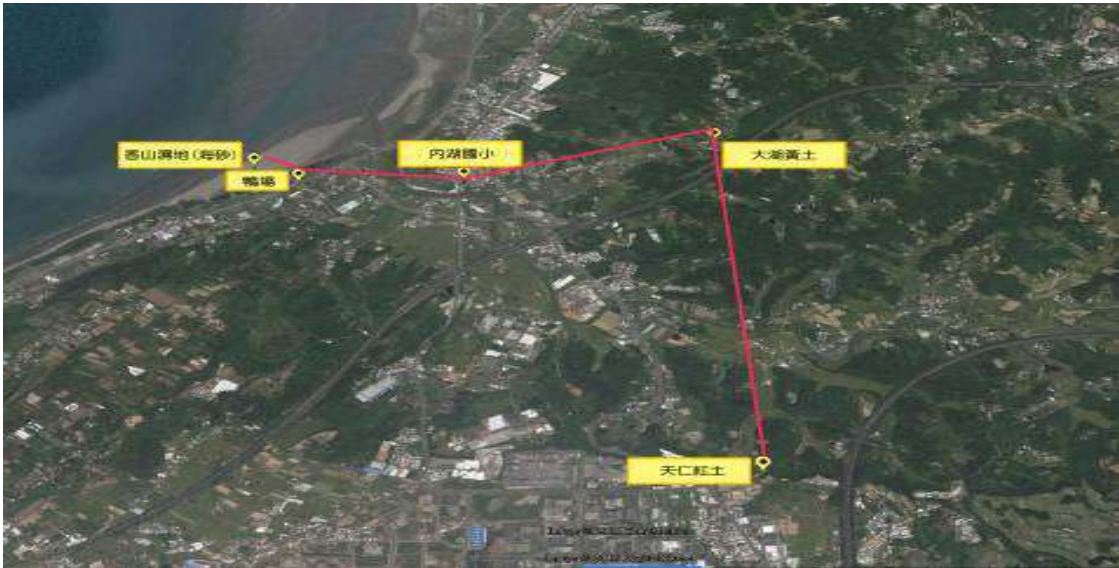 香山濕地(海砂)
鴨場
內湖國小
大湖黃土
天仁紅土